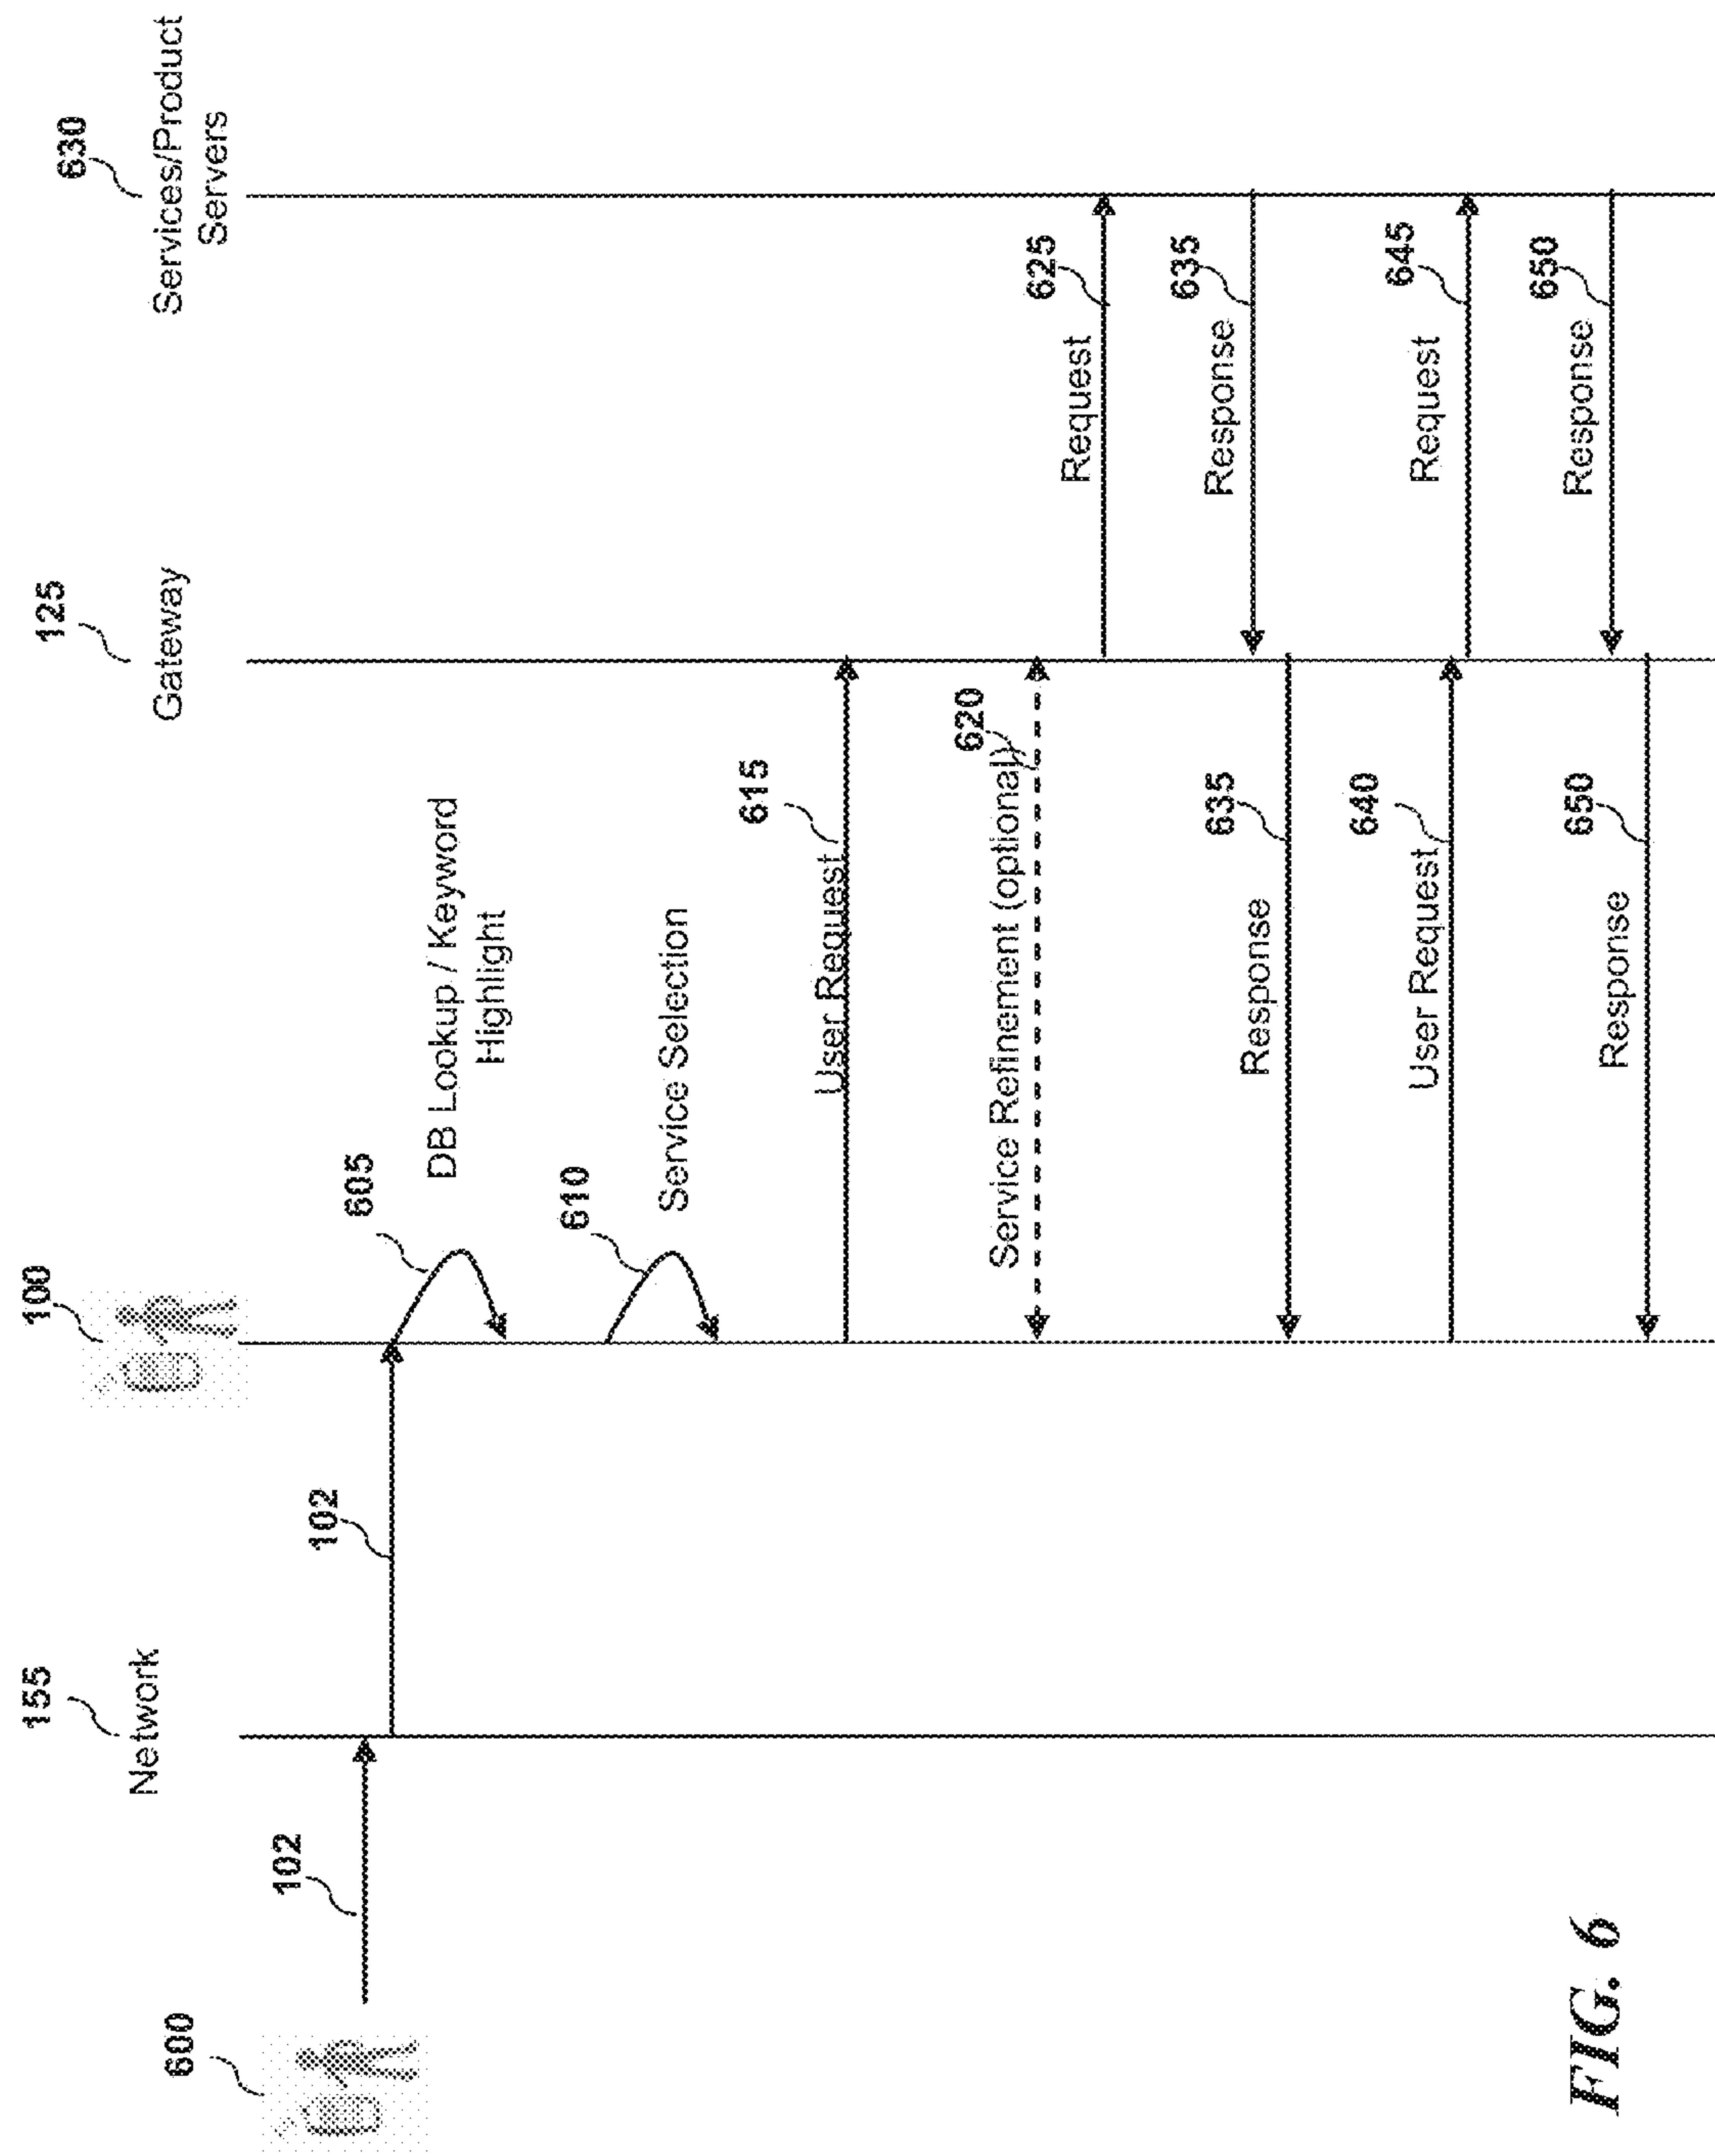 600
102
155
Network
102
100
605
DB Lookup / Keyword
Highlight
610
Service Selection
615
User Request
125
Gateway
620
Service Refinement (optional)
630
Services/Product
Servers
625
Request
635
Response
635
Response
640
User Request
645
Request
650
Response
650
Response
FIG. 6